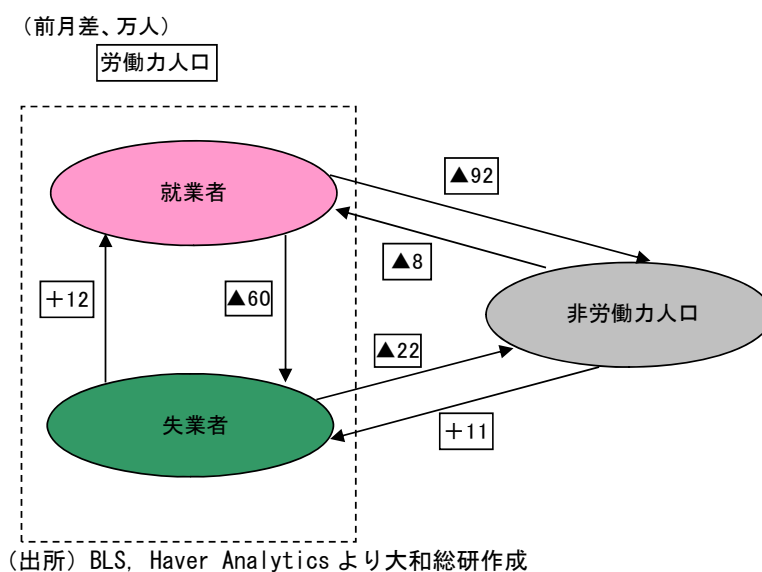 (前月差、万人)
労働力人口
就業者
▲92
▲8
+12
▲60
非労働力人口
▲22
失業者
+11
(出所) BLS, Haver Analytics より大和総研作成